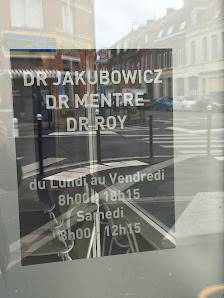 DR JAKUBOWICZ
DR MENTRE
DR ROY
du Lundi au Vendredi
8h00 - 18h15
Samedi
8h00 - 12h15